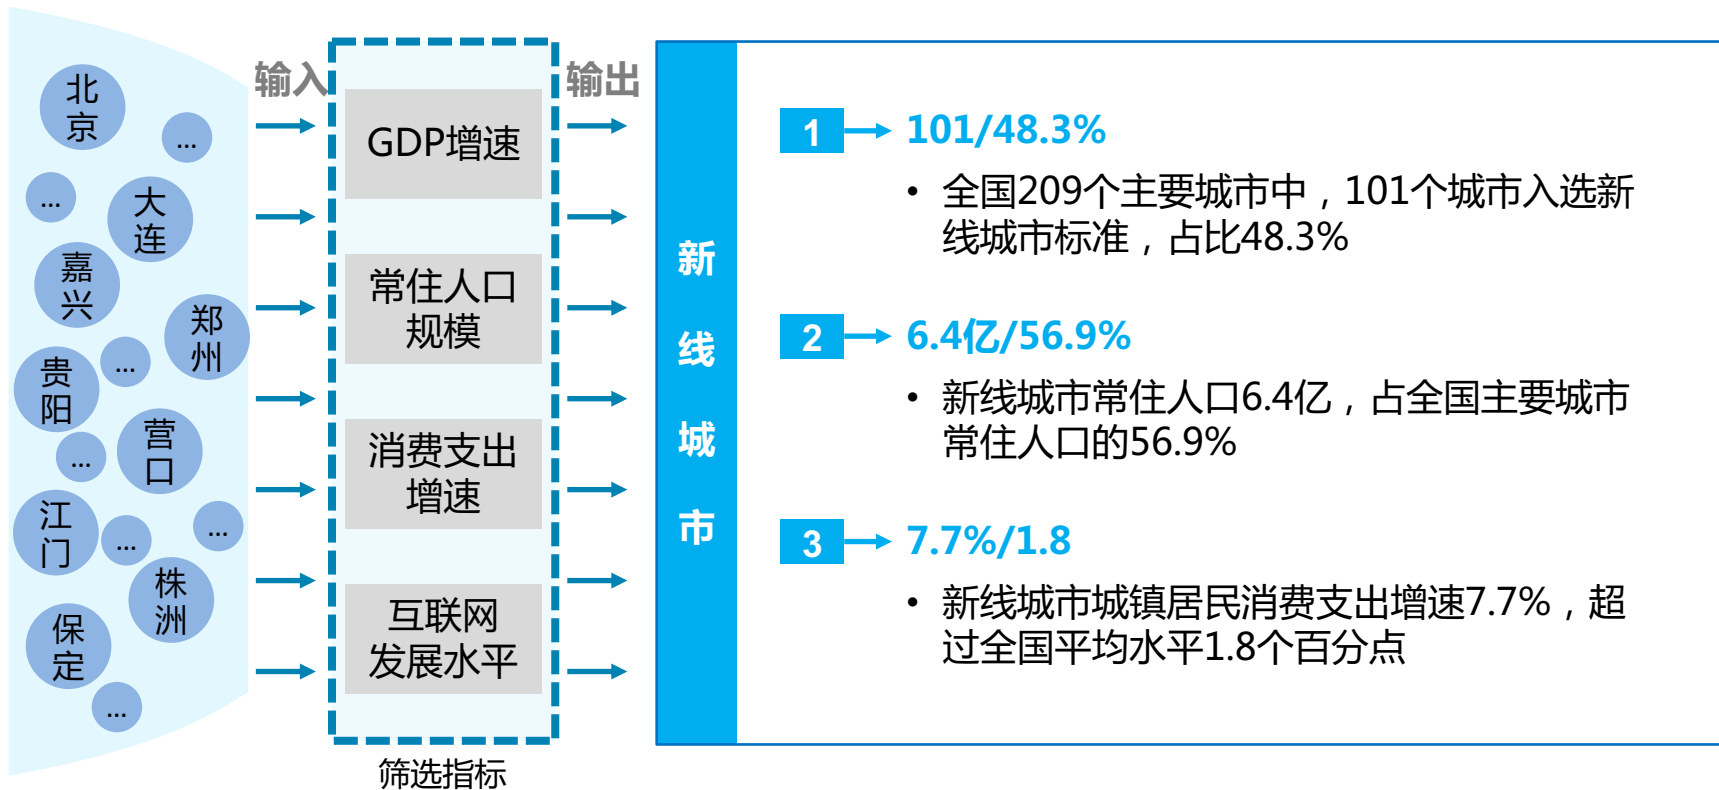 北
京
...
...
大
连
嘉
兴
郑
州
...
贵
阳
营
口
...
江
门
...
...
株
洲
保
定
...
输入
GDP增速
常住人口
规模
消费支出
增速
互联网
发展水平
筛选指标
输出
新
线
城
市
1
101/48.3%
• 全国209个主要城市中，101个城市入选新
线城市标准，占比48.3%
2
6.4亿/56.9%
• 新线城市常住人口6.4亿，占全国主要城市
常住人口的56.9%
3
7.7%/1.8
• 新线城市城镇居民消费支出增速7.7%，超
过全国平均水平1.8个百分点